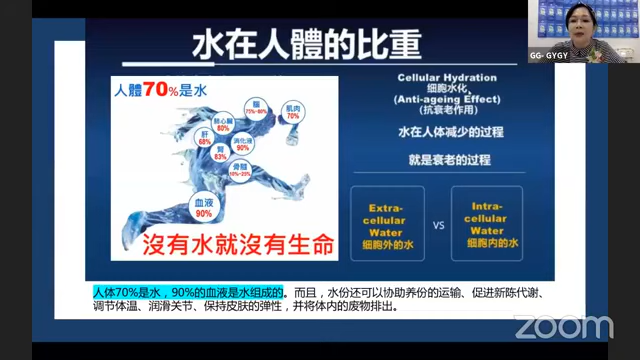 水在人體的比重
GG- GYGY
人體70%是水
腦
75%~80%
肌肉
70%
肺心臟
80%
肝
68%
消化液
90%
腎
83%
骨骼
10%~23%
血液
90%
沒有水就沒有生命
Cellular Hydration
细胞水化、
(Anti-ageing Effect)
(抗衰老作用)
水在人体减少的过程
就是衰老的过程
Extra-
cellular
Water
细胞外的水
VS
Intra-
cellular
Water
细胞内的水
人体70%是水，90%的血液是水组成的。而且，水份还可以协助养份的运输、促进新陈代谢、
调节体温、润滑关节、保持皮肤的弹性，并将体内的废物排出。
zoom